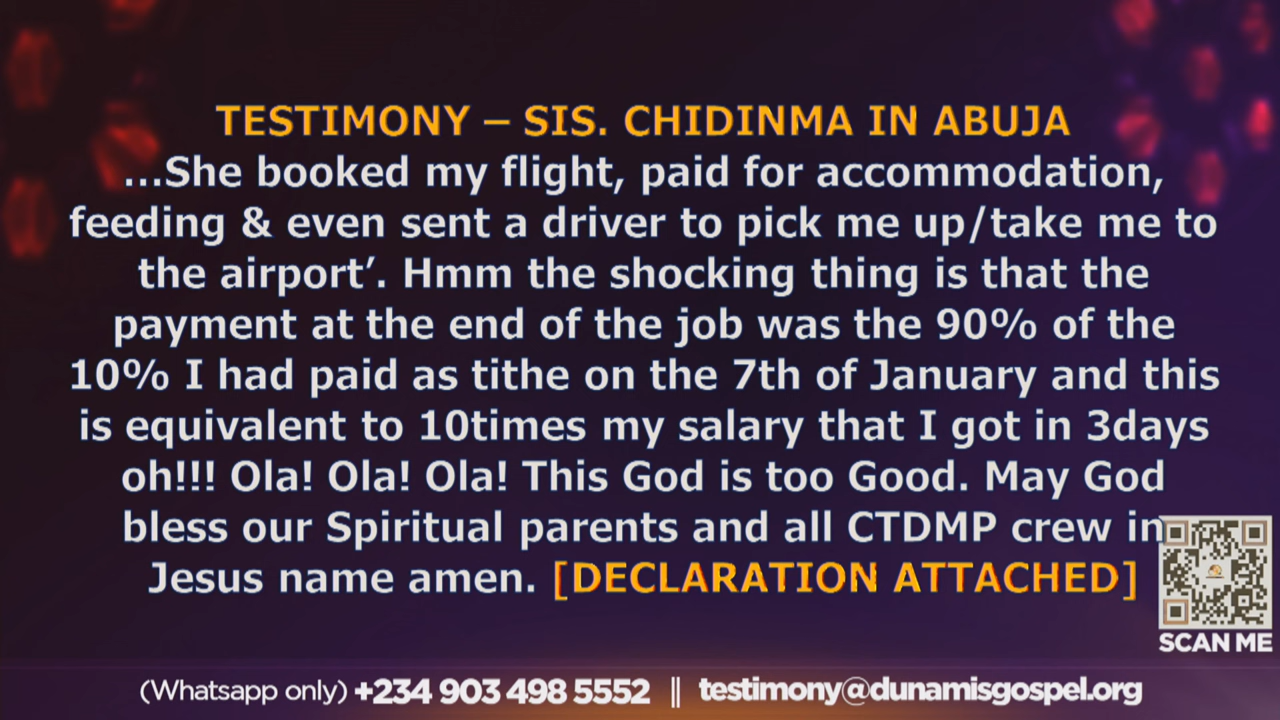 TESTIMONY – SIS. CHIDINMA IN ABUJA
...She booked my flight, paid for accommodation,
feeding & even sent a driver to pick me up/take me to
the airport’. Hmm the shocking thing is that the
payment at the end of the job was the 90% of the
10% I had paid as tithe on the 7th of January and this
is equivalent to 10times my salary that I got in 3days
oh!!! Ola! Ola! Ola! This God is too Good. May God
bless our Spiritual parents and all CTDMP crew in
Jesus name amen. [DECLARATION ATTACHED]
SCAN ME
(Whatsapp only) +234 903 498 5552 || testimony@dunamisgospel.org